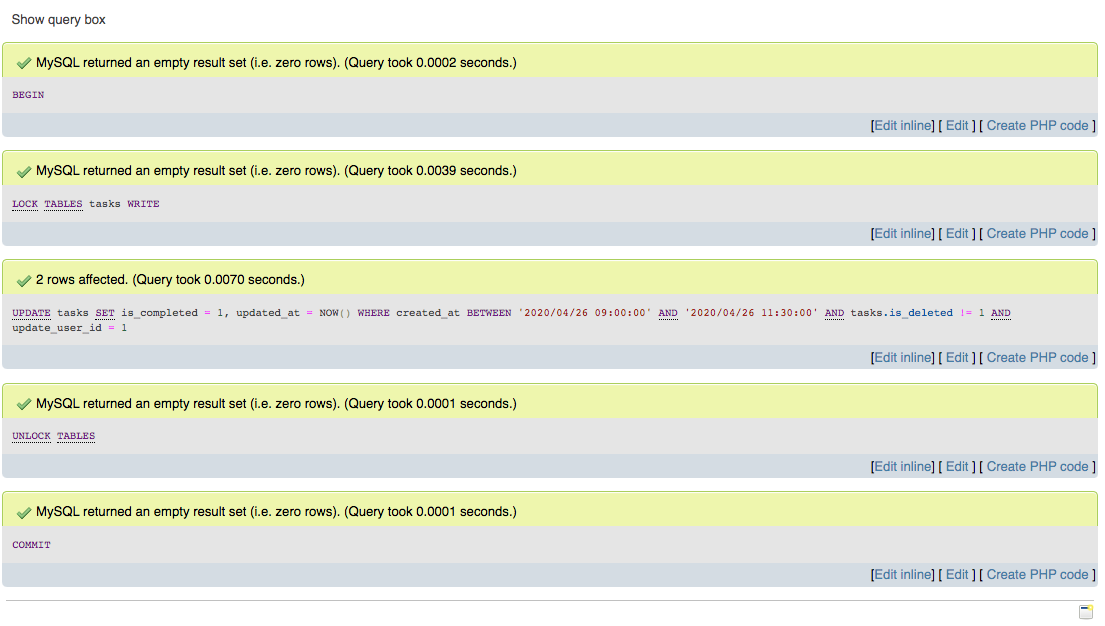 Show query box
MySQL returned an empty result set (i.e. zero rows). (Query took 0.0002 seconds.)
BEGIN
[Edit inline] [ Edit ] [ Create PHP code ]
MySQL returned an empty result set (i.e. zero rows). (Query took 0.0039 seconds.)
LOCK TABLES tasks WRITE
[Edit inline] [ Edit ] [ Create PHP code ]
2 rows affected. (Query took 0.0070 seconds.)
UPDATE tasks SET is_completed = 1, updated_at = NOW() WHERE created_at BETWEEN '2020/04/26 09:00:00' AND '2020/04/26 11:30:00' AND tasks.is_deleted != 1 AND
update_user_id = 1
[Edit inline] [ Edit ] [ Create PHP code ]
MySQL returned an empty result set (i.e. zero rows). (Query took 0.0001 seconds.)
UNLOCK TABLES
[Edit inline] [ Edit ] [ Create PHP code ]
MySQL returned an empty result set (i.e. zero rows). (Query took 0.0001 seconds.)
COMMIT
[Edit inline] [ Edit ] [ Create PHP code ]